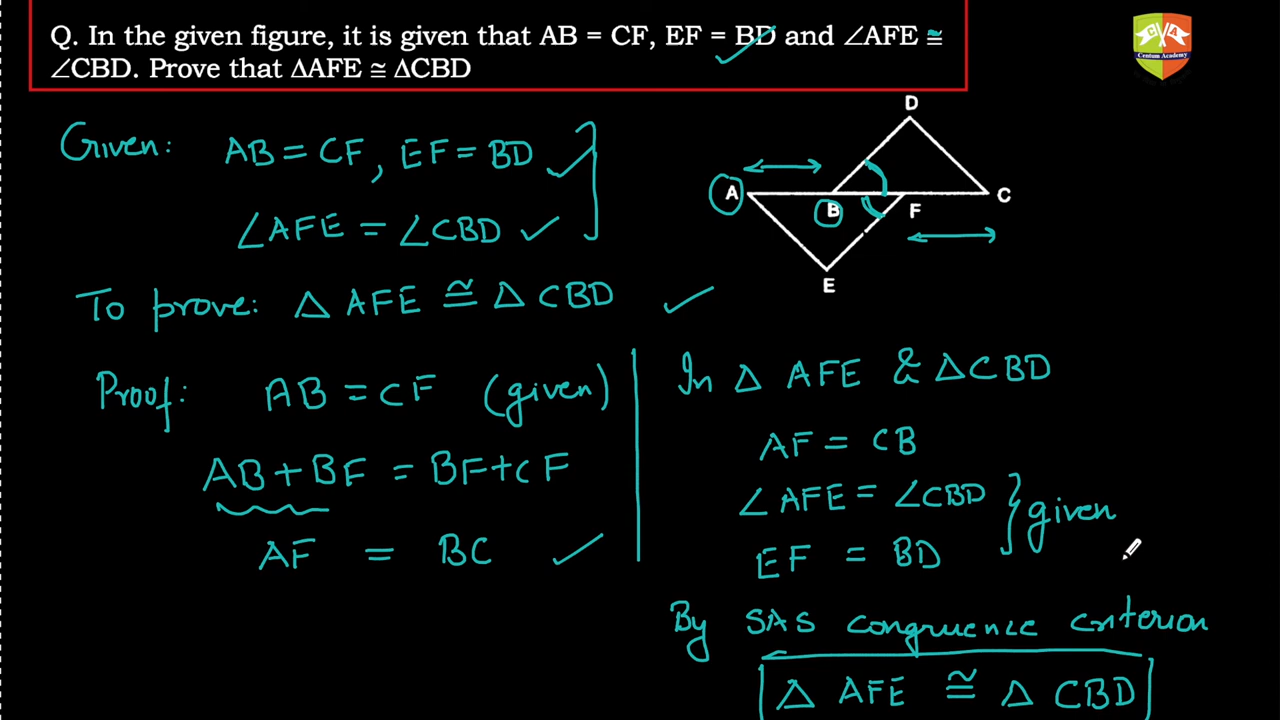 Q. In the given figure, it is given that AB = CF, EF = BD and ∠AFE ≅
∠CBD. Prove that ΔAFE ≅ ΔCBD
Centum Academy
Given: AB = CF, EF = BD
∠AFE = ∠CBD
D
A
B
F
C
E
To prove: Δ AFE ≅ Δ CBD
Proof: AB = CF (given)
AB + BF = BF + CF
AF = BC
In Δ AFE & Δ CBD
AF = CB
∠AFE = ∠CBD
EF = BD
} given
By SAS congruence criterion
Δ AFE ≅ Δ CBD